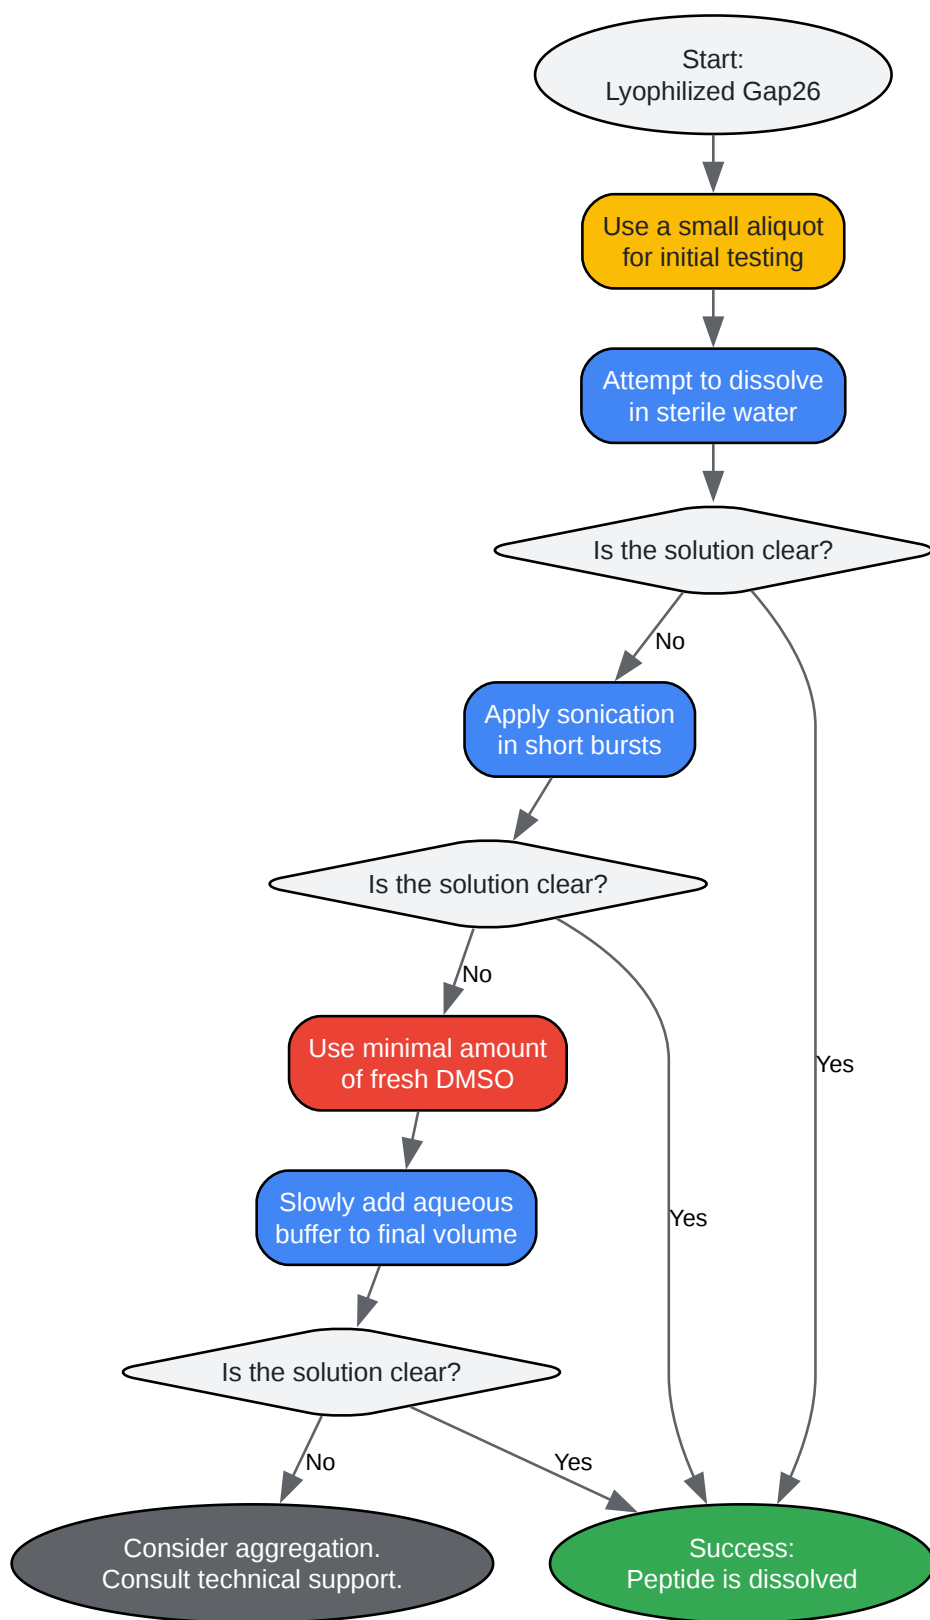 Start:
Lyophilized Gap26
Use a small aliquot
for initial testing
Attempt to dissolve
in sterile water
Is the solution clear?
No
Apply sonication
in short bursts
Is the solution clear?
No
Use minimal amount
of fresh DMSO
Yes
Slowly add aqueous
buffer to final volume
Yes
Is the solution clear?
No
Yes
Consider aggregation.
Consult technical support.
Success:
Peptide is dissolved